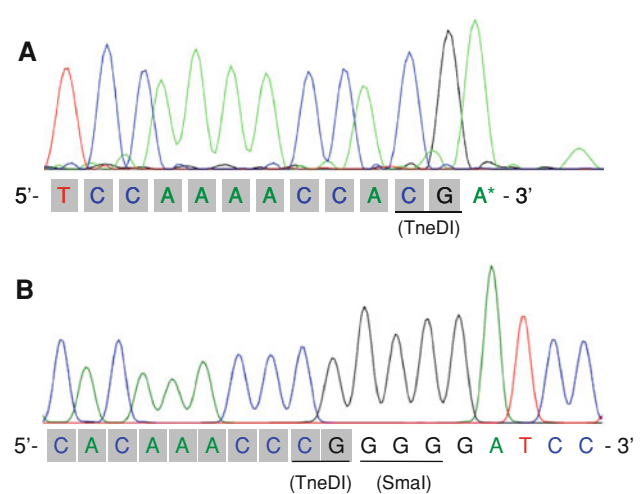 A
5'- T C C A A A A C C A C G A* - 3'
(TneDI)
B
5'- C A C A A A C C C G G G G G A T C C - 3'
(TneDI) (SmaI)